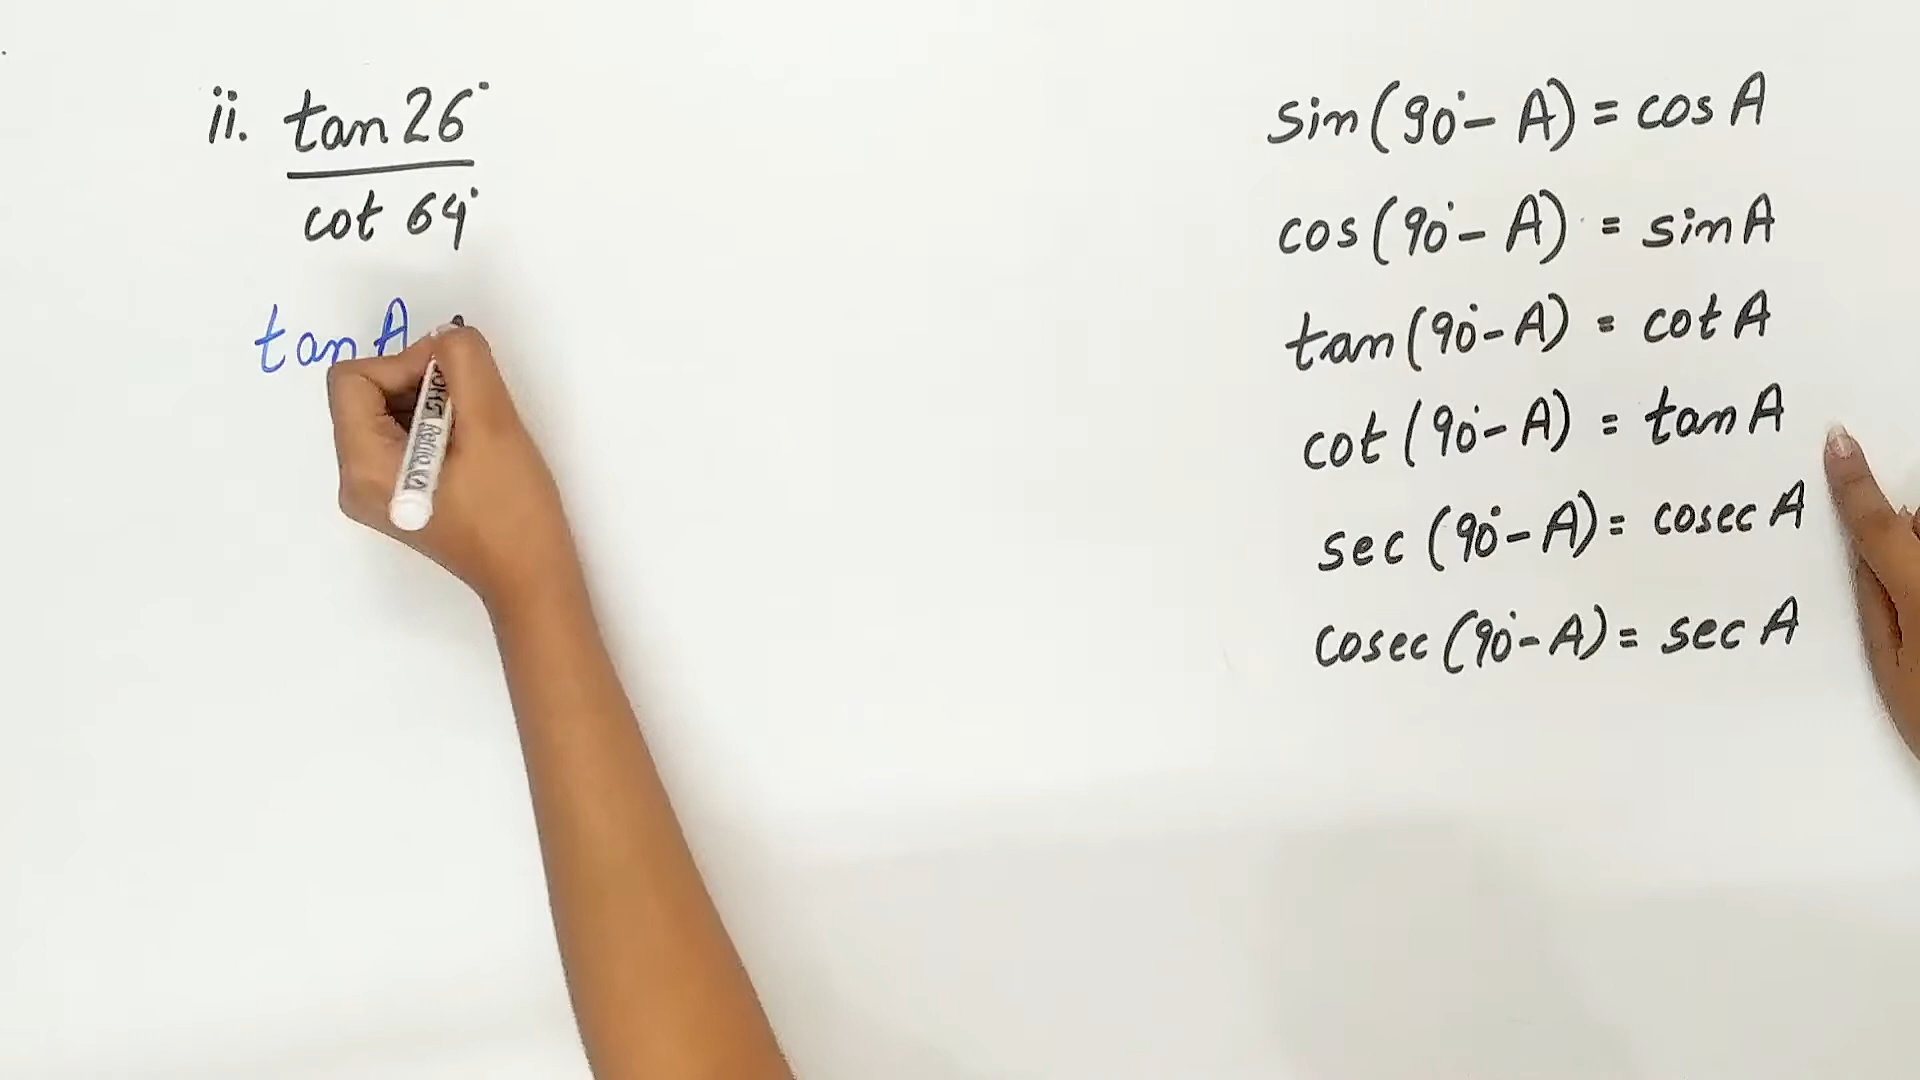 ii. tan 26°
cot 64°
tan A
sin(90°- A) = cos A
cos(90°- A) = sin A
tan(90°-A) = cot A
cot (90°- A) = tan A
sec (90°-A) = cosec A
cosec (90°-A) = sec A